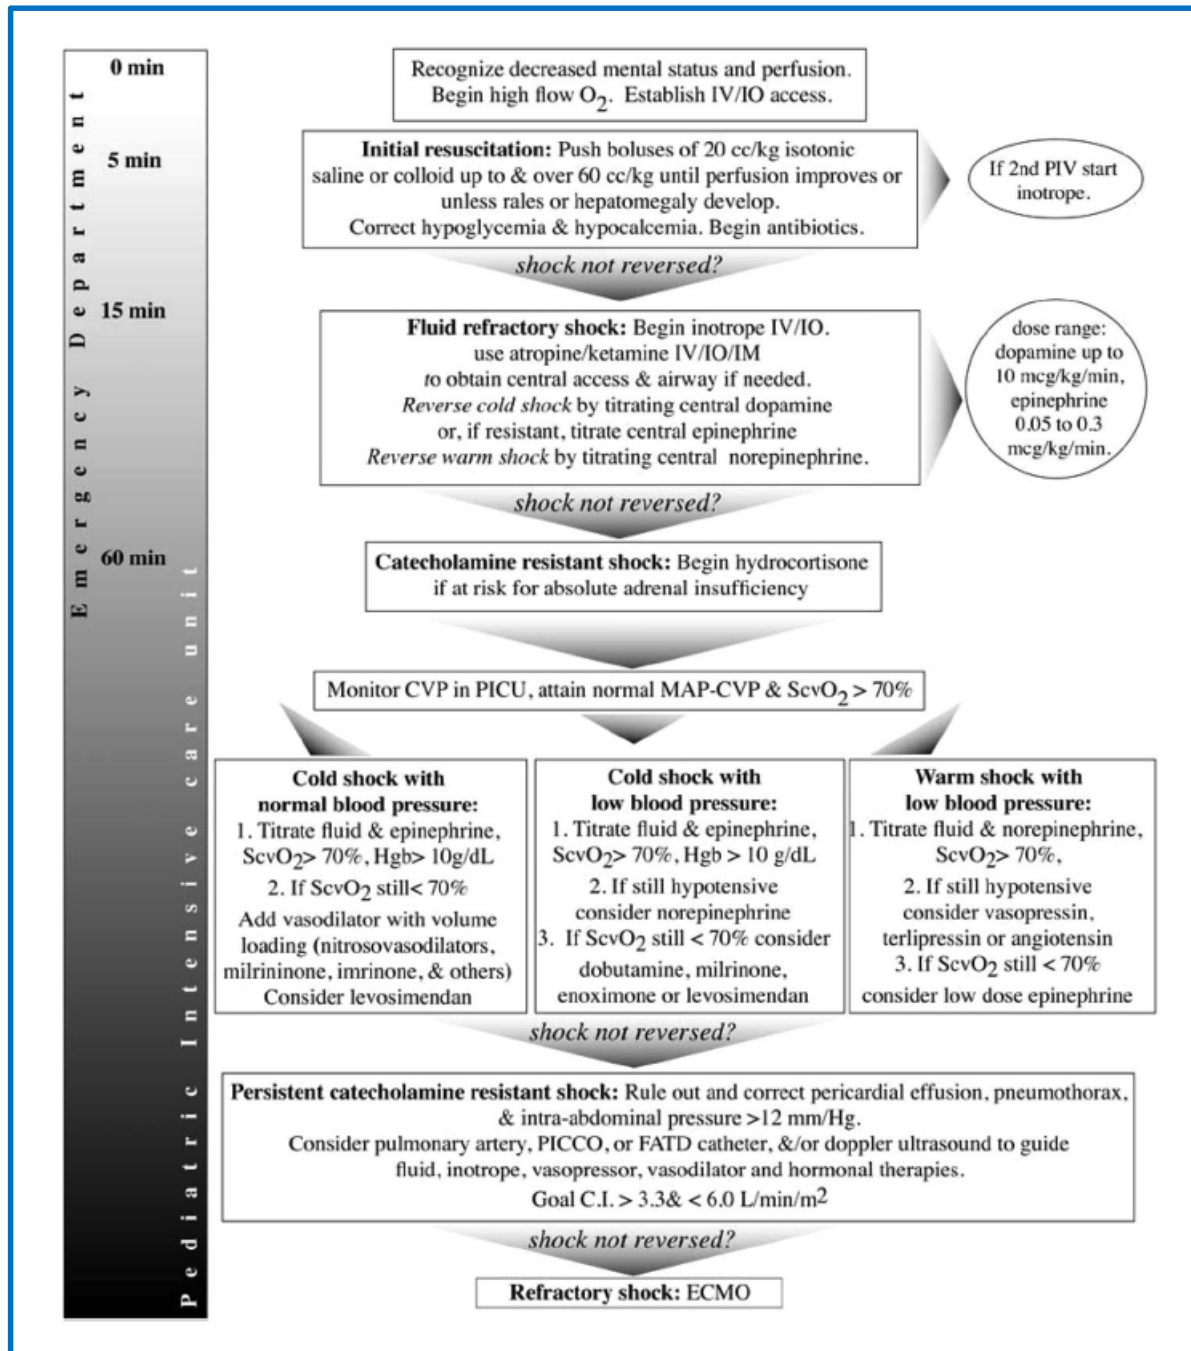 0 min
Recognize decreased mental status and perfusion.
Begin high flow O2. Establish IV/IO access.
5 min
Initial resuscitation: Push boluses of 20 cc/kg isotonic
saline or colloid up to & over 60 cc/kg until perfusion improves or
unless rales or hepatomegaly develop.
Correct hypoglycemia & hypocalcemia. Begin antibiotics.
If 2nd PIV start
inotrope.
shock not reversed?
15 min
Fluid refractory shock: Begin inotrope IV/IO.
use atropine/ketamine IV/IO/IM
to obtain central access & airway if needed.
Reverse cold shock by titrating central dopamine
or, if resistant, titrate central epinephrine
Reverse warm shock by titrating central norepinephrine.
dose range:
dopamine up to
10 mcg/kg/min,
epinephrine
0.05 to 0.3
mcg/kg/min.
shock not reversed?
60 min
Emergency Department
Catecholamine resistant shock: Begin hydrocortisone
if at risk for absolute adrenal insufficiency
Monitor CVP in PICU, attain normal MAP-CVP & ScvO2 > 70%
Cold shock with
normal blood pressure:
1. Titrate fluid & epinephrine,
ScvO2> 70%, Hgb> 10g/dL
2. If ScvO2 still< 70%
Add vasodilator with volume
loading (nitrosovasodilators,
milrininone, imrinone, & others)
Consider levosimendan
Cold shock with
low blood pressure:
1. Titrate fluid & epinephrine,
ScvO2> 70%, Hgb > 10 g/dL
2. If still hypotensive
consider norepinephrine
3. If ScvO2 still < 70% consider
dobutamine, milrinone,
enoximone or levosimendan
Warm shock with
low blood pressure:
1. Titrate fluid & norepinephrine,
ScvO2> 70%,
2. If still hypotensive
consider vasopressin,
terlipressin or angiotensin
3. If ScvO2 still < 70%
consider low dose epinephrine
shock not reversed?
Persistent catecholamine resistant shock: Rule out and correct pericardial effusion, pneumothorax,
& intra-abdominal pressure >12 mm/Hg.
Consider pulmonary artery, PICCO, or FATD catheter, &/or doppler ultrasound to guide
fluid, inotrope, vasopressor, vasodilator and hormonal therapies.
Goal C.I. > 3.3& < 6.0 L/min/m2
shock not reversed?
Refractory shock: ECMO
Pediatric Intensive care unit